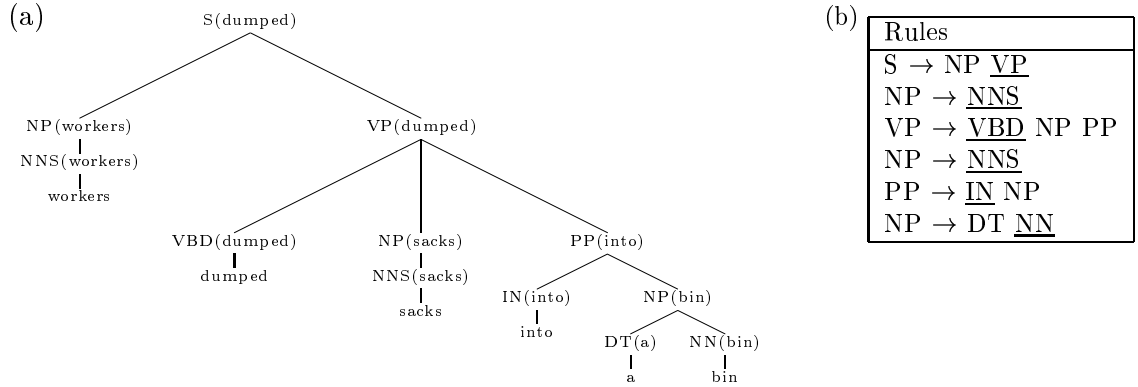 (a)
S(dumped)
NP(workers) VP(dumped)
NNS(workers)
workers
VBD(dumped) NP(sacks) PP(into)
dumped NNS(sacks)
sacks
IN(into) NP(bin)
into
DT(a) NN(bin)
a bin
(b)
Rules
S → NP VP
NP → NNS
VP → VBD NP PP
NP → NNS
PP → IN NP
NP → DT NN